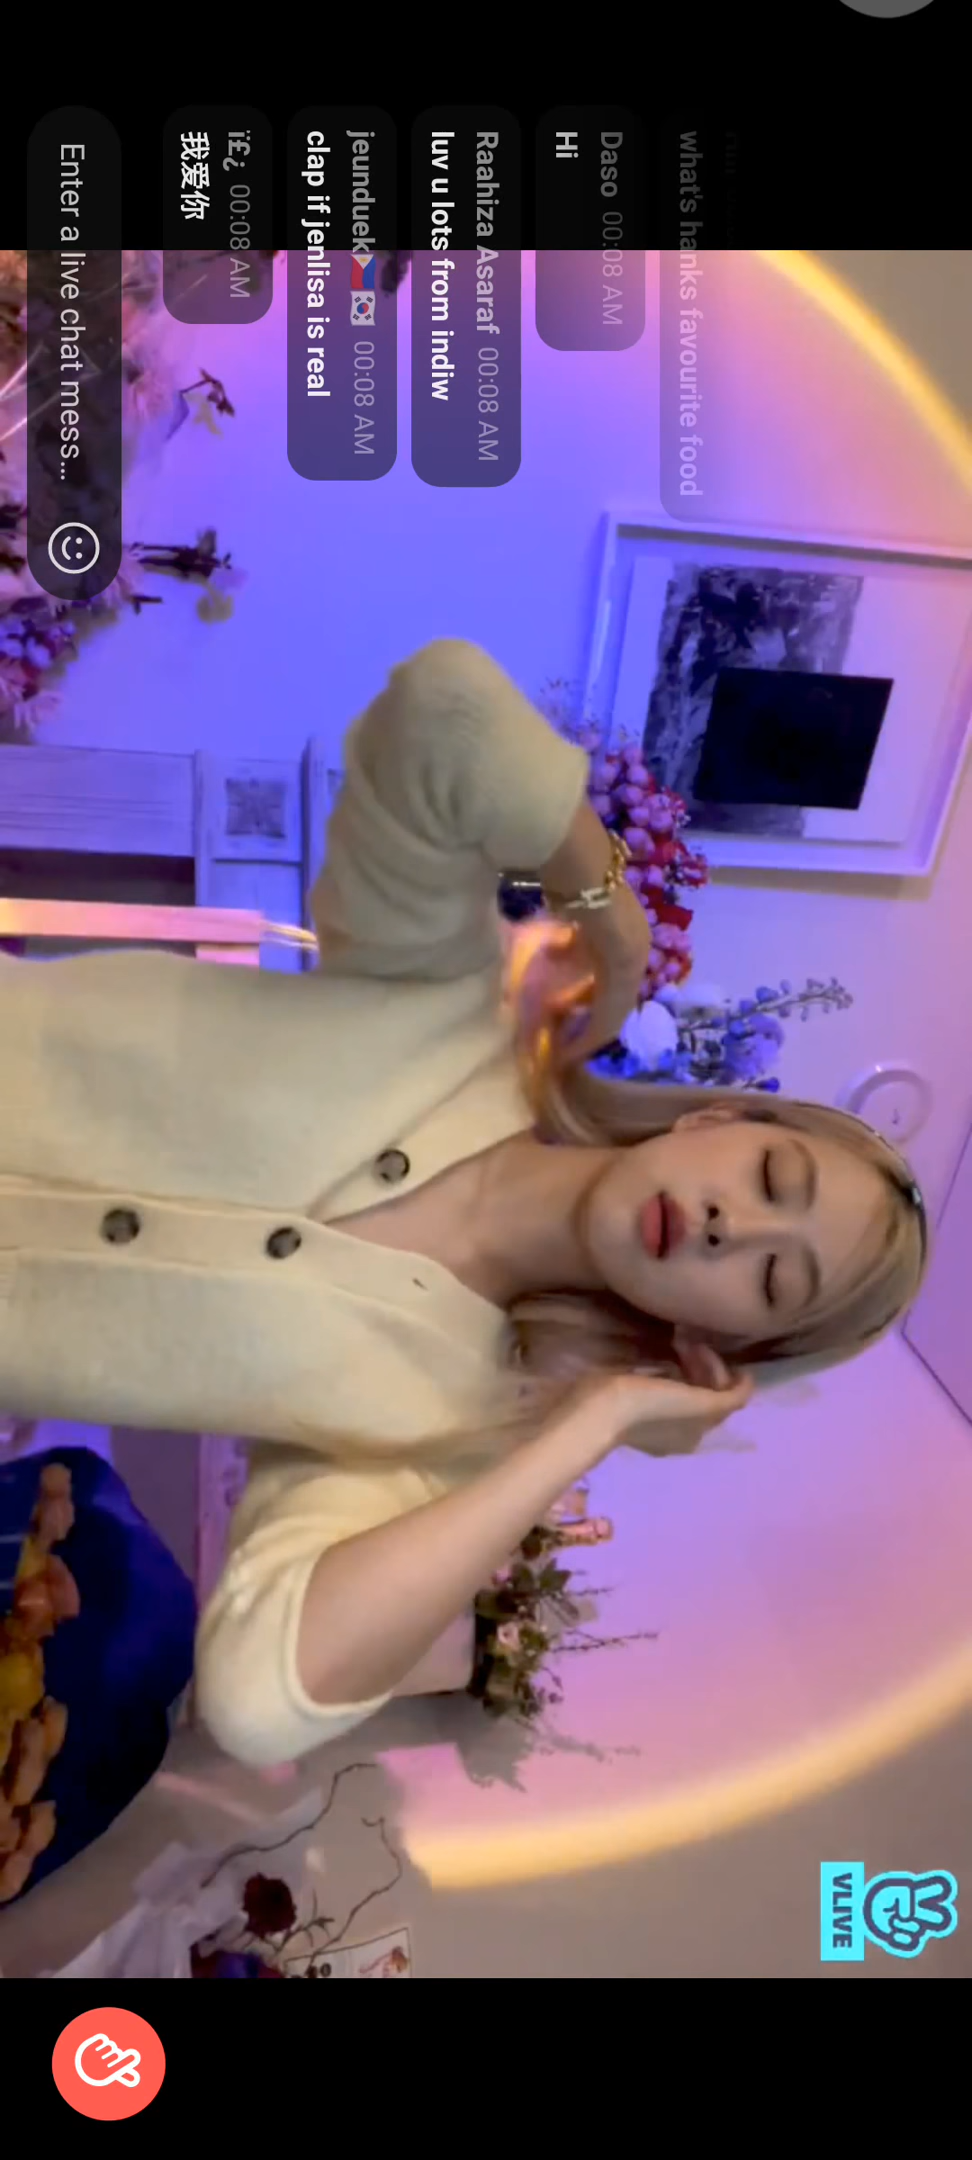 what's hanks favourite food
Daso 00:08 AM
Hi
Raahiza Asaraf 00:08 AM
luv u lots from indiw
jeunduek🇵🇭🇰🇷 00:08 AM
clap if jenlisa is real
ï£¿ 00:08 AM
我爱你
Enter a live chat mess...
VLIVE